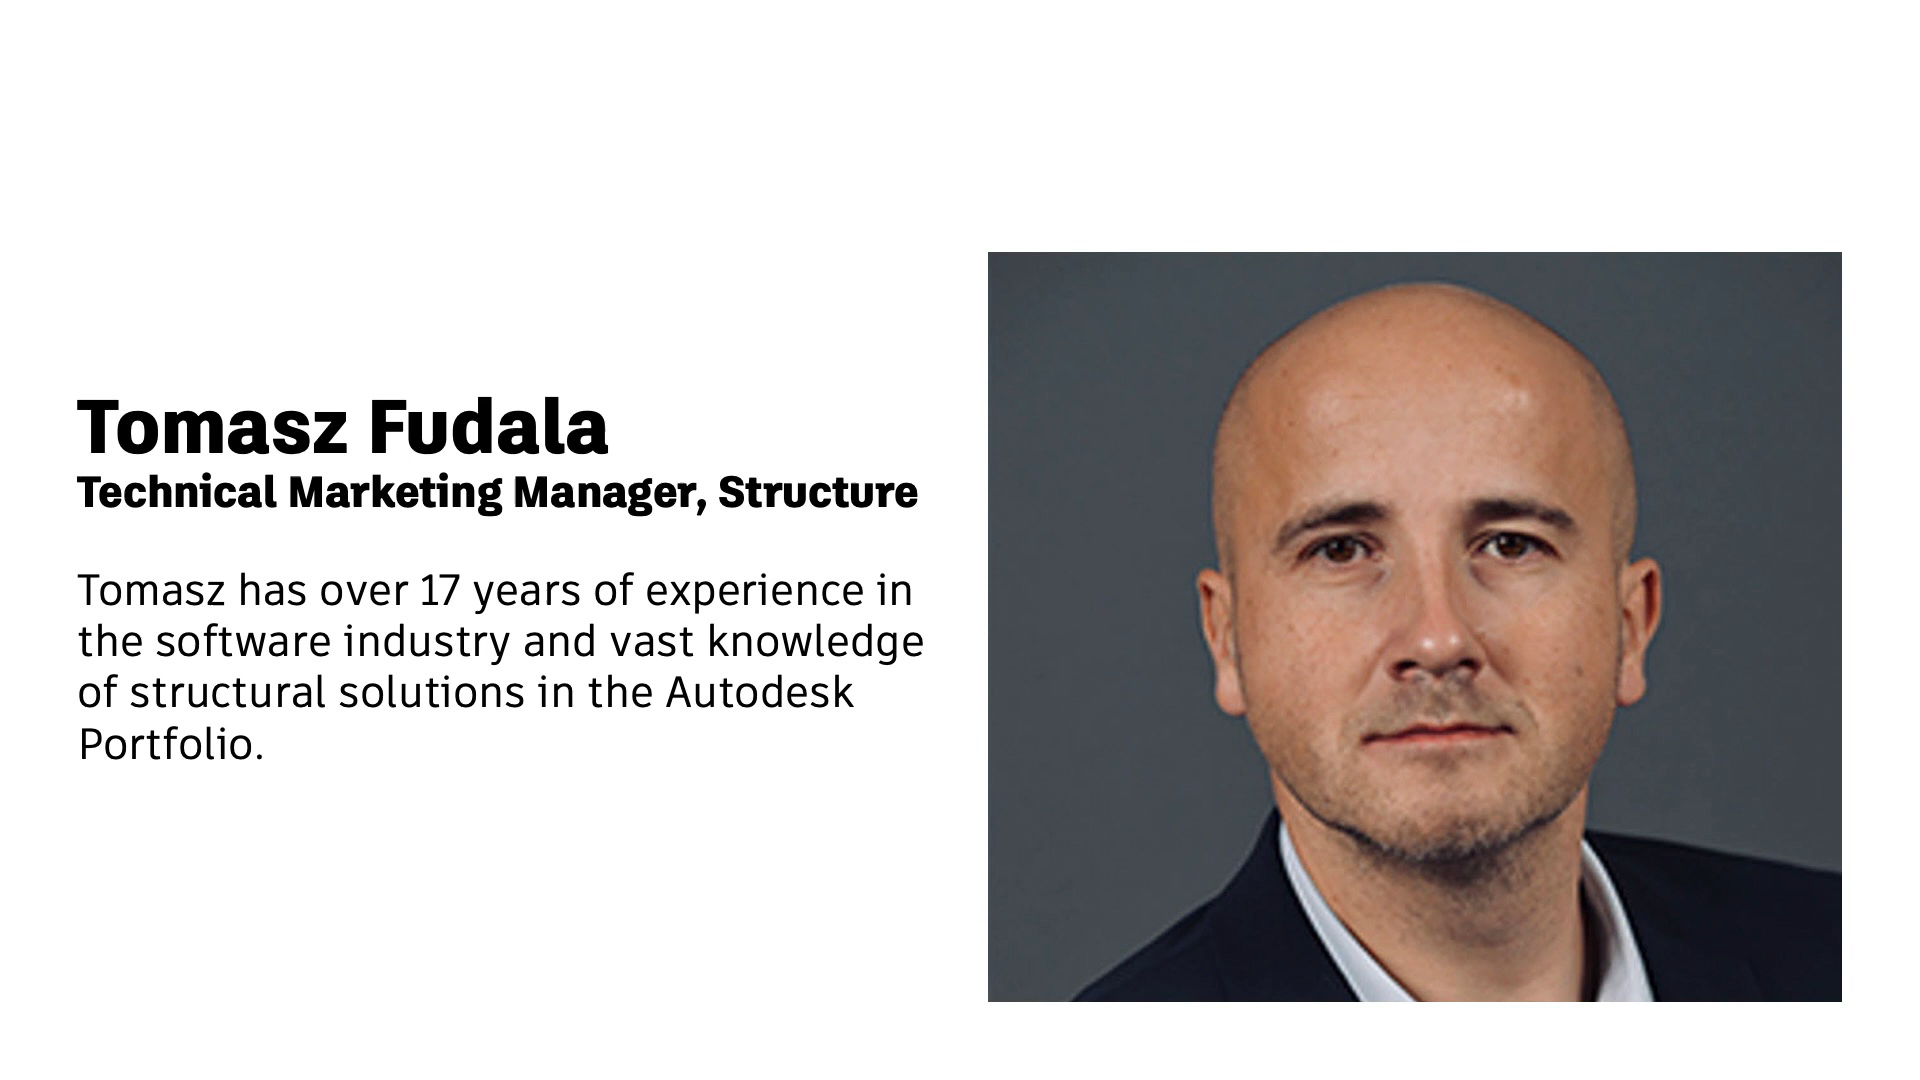 Tomasz Fudala
Technical Marketing Manager, Structure
Tomasz has over 17 years of experience in
the software industry and vast knowledge
of structural solutions in the Autodesk
Portfolio.